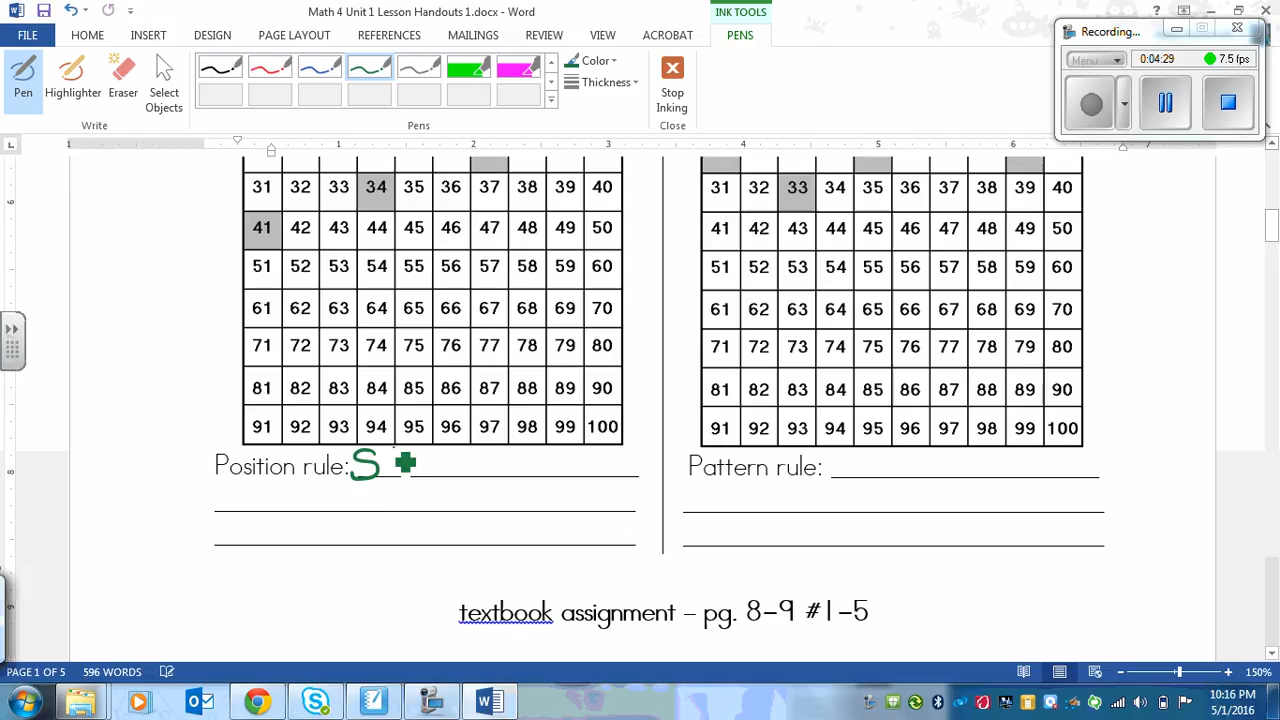 Math 4 Unit 1 Lesson Handouts 1.docx - Word
INK TOOLS
FILE HOME INSERT DESIGN PAGE LAYOUT REFERENCES MAILINGS REVIEW VIEW ACROBAT PENS
Recording...
Menu 0:04:29 7.5 fps
Pen Highlighter Eraser Select Objects
Color
Thickness
Stop Inking
Write Pens Close
1 1 2 3 4 5 6 7
31 32 33 34 35 36 37 38 39 40 31 32 33 34 35 36 37 38 39 40
41 42 43 44 45 46 47 48 49 50 41 42 43 44 45 46 47 48 49 50
51 52 53 54 55 56 57 58 59 60 51 52 53 54 55 56 57 58 59 60
61 62 63 64 65 66 67 68 69 70 61 62 63 64 65 66 67 68 69 70
71 72 73 74 75 76 77 78 79 80 71 72 73 74 75 76 77 78 79 80
81 82 83 84 85 86 87 88 89 90 81 82 83 84 85 86 87 88 89 90
91 92 93 94 95 96 97 98 99 100 91 92 93 94 95 96 97 98 99 100
Position rule: S Pattern rule:
textbook assignment – pg. 8-9 #1-5
PAGE 1 OF 5 596 WORDS 150%
10:16 PM
5/1/2016